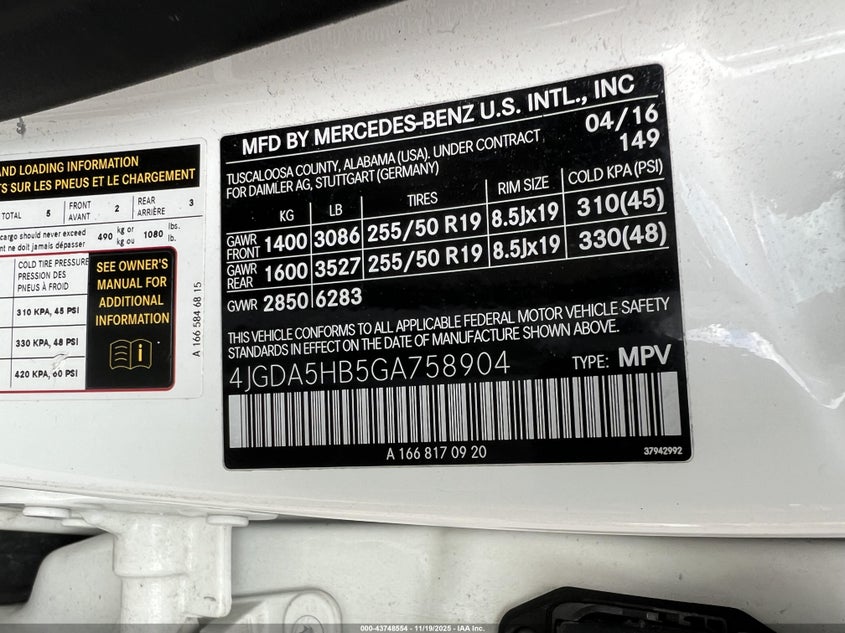 AND LOADING INFORMATION
TS SUR LES PNEUS ET LE CHARGEMENT
TOTAL 5 FRONT AVANT 2 REAR ARRIÈRE 3
cargo should never exceed 490 kg or 1080 lbs.
nt ne doit jamais dépasser kg ou lb.
COLD TIRE PRESSURE
PRESSION DES
PNEUS À FROID
310 KPA, 45 PSI
330 KPA, 48 PSI
420 KPA, 60 PSI
SEE OWNER'S
MANUAL FOR
ADDITIONAL
INFORMATION
A 166 584 68 15
MFD BY MERCEDES-BENZ U.S. INTL., INC
TUSCALOOSA COUNTY, ALABAMA (USA). UNDER CONTRACT 04/16
FOR DAIMLER AG, STUTTGART (GERMANY) 149
KG LB TIRES RIM SIZE COLD KPA (PSI)
GAWR FRONT 1400 3086 255/50 R19 8.5Jx19 310(45)
GAWR REAR 1600 3527 255/50 R19 8.5Jx19 330(48)
GVWR 2850 6283
THIS VEHICLE CONFORMS TO ALL APPLICABLE FEDERAL MOTOR VEHICLE SAFETY
STANDARDS IN EFFECT ON THE DATE OF MANUFACTURE SHOWN ABOVE.
4JGDA5HB5GA758904 TYPE: MPV
A 166 817 09 20 37942992
000-43748554 - 11/19/2025 - IAA Inc.